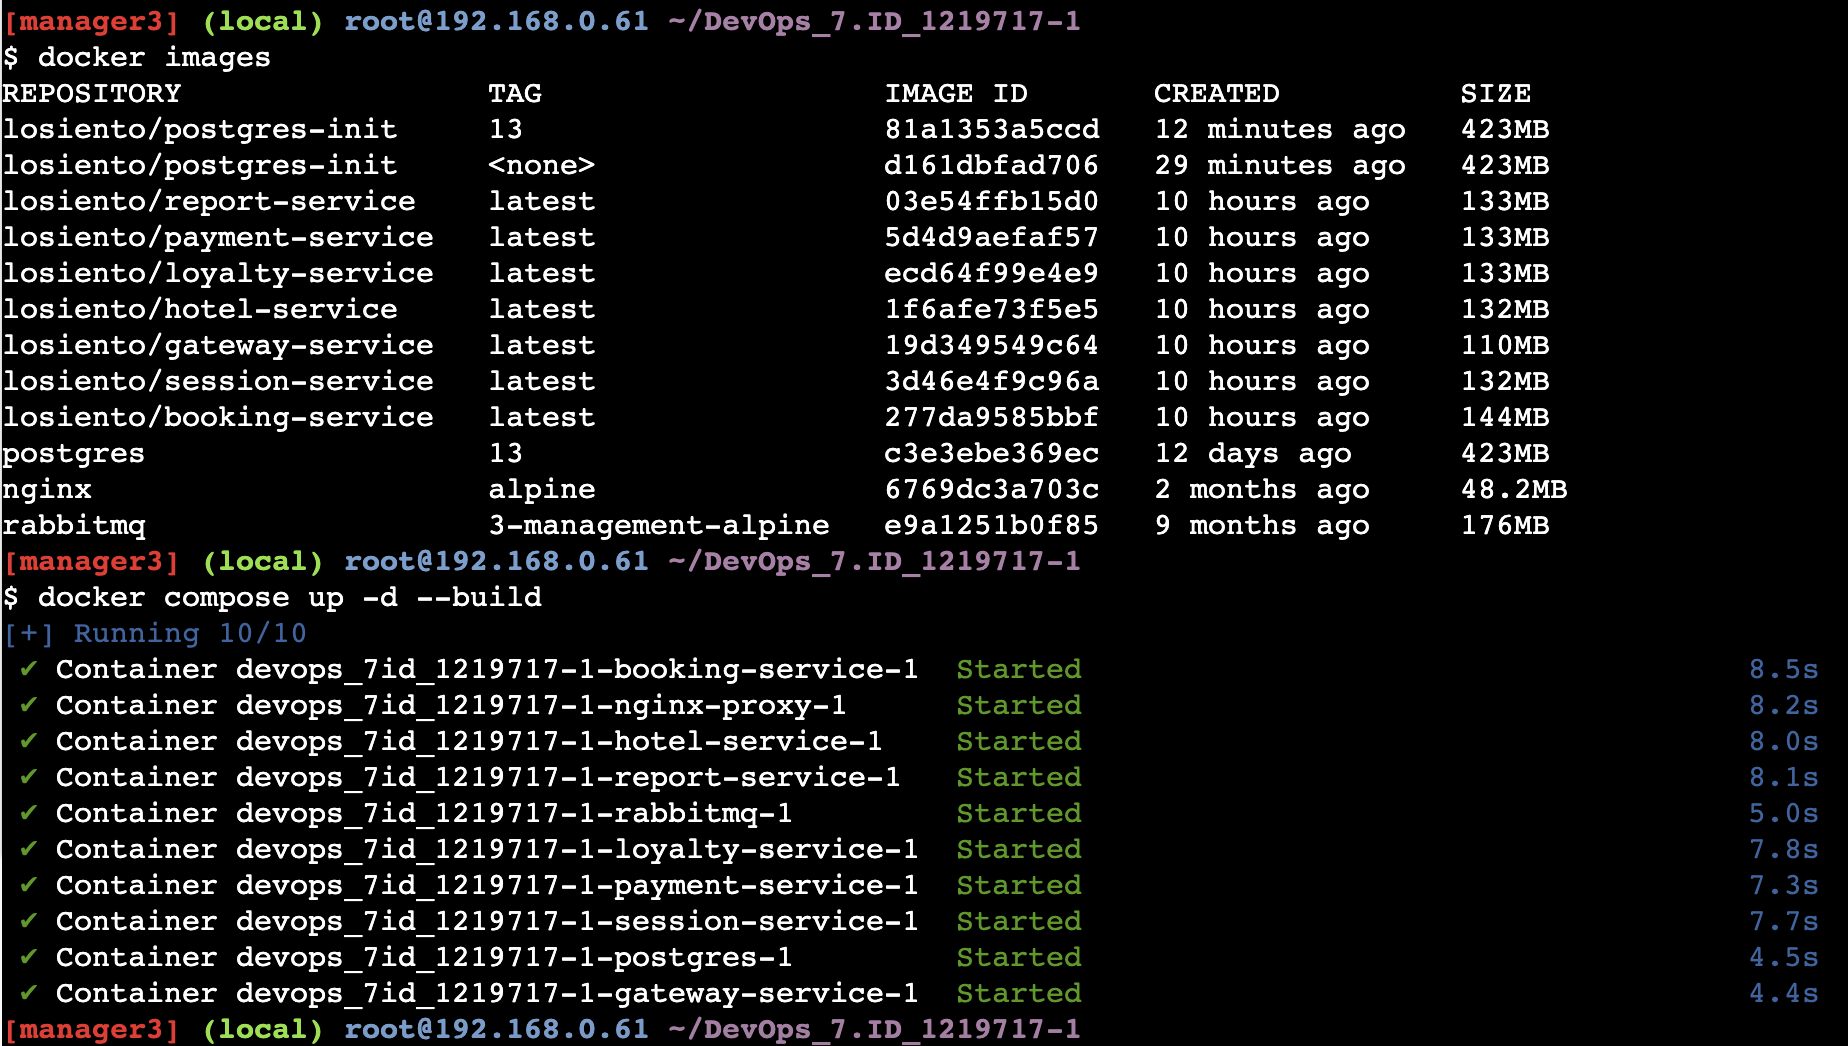 [manager3] (local) root@192.168.0.61 ~/DevOps_7.ID_1219717-1
$ docker images
REPOSITORY TAG IMAGE ID CREATED SIZE
losiento/postgres-init 13 81a1353a5ccd 12 minutes ago 423MB
losiento/postgres-init <none> d161dbfad706 29 minutes ago 423MB
losiento/report-service latest 03e54ffb15d0 10 hours ago 133MB
losiento/payment-service latest 5d4d9aefaf57 10 hours ago 133MB
losiento/loyalty-service latest ecd64f99e4e9 10 hours ago 133MB
losiento/hotel-service latest 1f6afe73f5e5 10 hours ago 132MB
losiento/gateway-service latest 19d349549c64 10 hours ago 110MB
losiento/session-service latest 3d46e4f9c96a 10 hours ago 132MB
losiento/booking-service latest 277da9585bbf 10 hours ago 144MB
postgres 13 c3e3ebe369ec 12 days ago 423MB
nginx alpine 6769dc3a703c 2 months ago 48.2MB
rabbitmq 3-management-alpine e9a1251b0f85 9 months ago 176MB
[manager3] (local) root@192.168.0.61 ~/DevOps_7.ID_1219717-1
$ docker compose up -d --build
[+] Running 10/10
✔ Container devops_7id_1219717-1-booking-service-1 Started 8.5s
✔ Container devops_7id_1219717-1-nginx-proxy-1 Started 8.2s
✔ Container devops_7id_1219717-1-hotel-service-1 Started 8.0s
✔ Container devops_7id_1219717-1-report-service-1 Started 8.1s
✔ Container devops_7id_1219717-1-rabbitmq-1 Started 5.0s
✔ Container devops_7id_1219717-1-loyalty-service-1 Started 7.8s
✔ Container devops_7id_1219717-1-payment-service-1 Started 7.3s
✔ Container devops_7id_1219717-1-session-service-1 Started 7.7s
✔ Container devops_7id_1219717-1-postgres-1 Started 4.5s
✔ Container devops_7id_1219717-1-gateway-service-1 Started 4.4s
[manager3] (local) root@192.168.0.61 ~/DevOps_7.ID_1219717-1